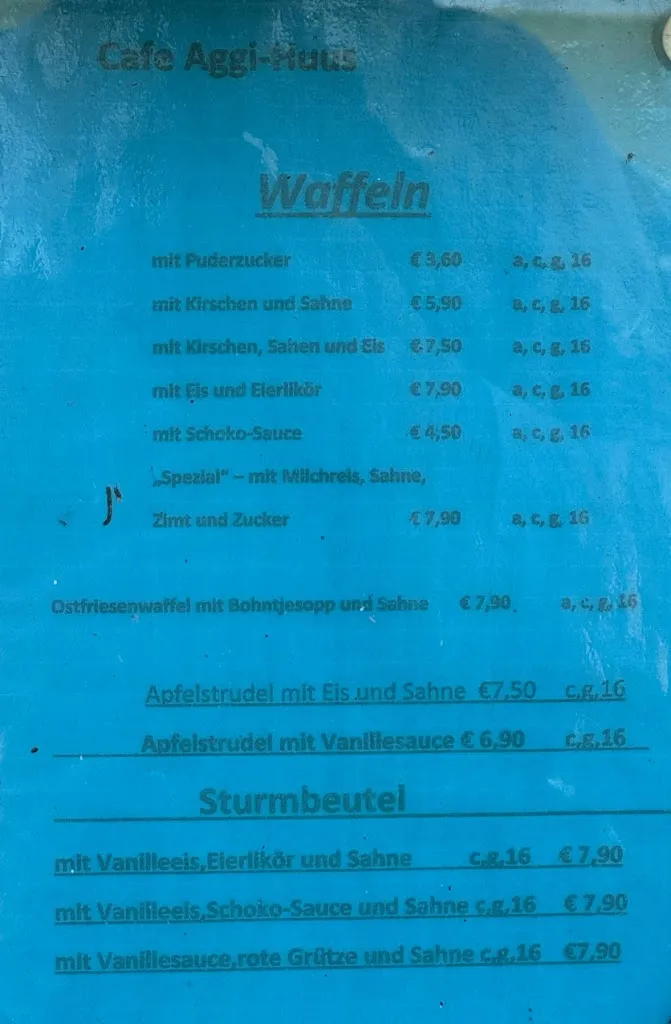 Cafe Aggi-Huus
Waffeln
mit Puderzucker € 3,60 a, c, g, 16
mit Kirschen und Sahne € 5,90 a, c, g, 16
mit Kirschen, Sahen und Eis € 7,50 a, c, g, 16
mit Eis und Eierlikör € 7,90 a, c, g, 16
mit Schoko-Sauce € 4,50 a, c, g, 16
„Spezial“ – mit Milchreis, Sahne,
Zimt und Zucker € 7,90 a, c, g, 16
Ostfriesenwaffel mit Bohntjesopp und Sahne € 7,90 a, c, g, 16
Apfelstrudel mit Eis und Sahne €7,50 c,g,16
Apfelstrudel mit Vanillesauce € 6,90 c,g,16
Sturmbeutel
mit Vanilleeis,Eierlikör und Sahne c,g,16 € 7,90
mit Vanilleeis,Schoko-Sauce und Sahne c,g,16 € 7,90
mit Vanillesauce,rote Grütze und Sahne c,g,16 €7,90